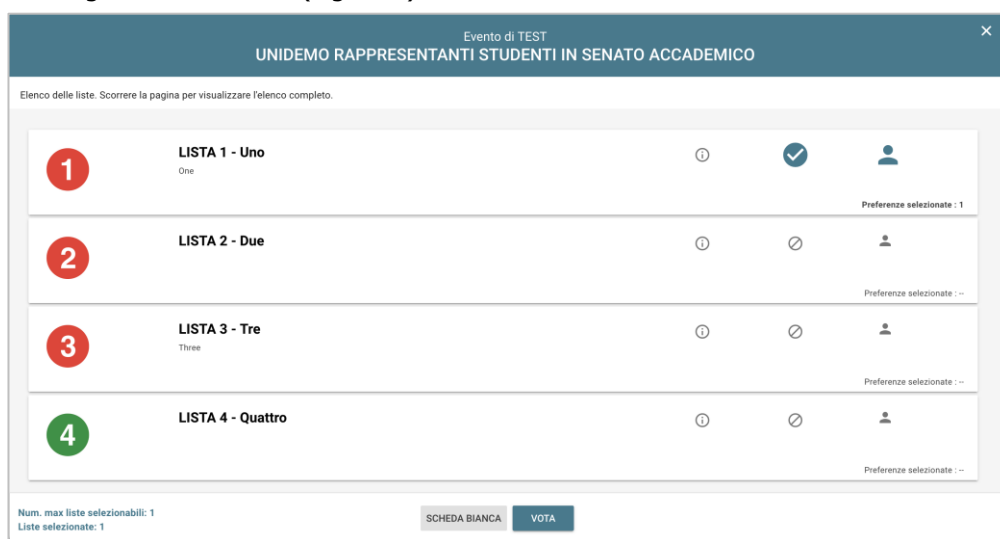 Evento di TEST
UNIDEMO RAPPRESENTANTI STUDENTI IN SENATO ACCADEMICO
Elenco delle liste. Scorrere la pagina per visualizzare l'elenco completo.
1
LISTA 1 - Uno
One
Preferenze selezionate : 1
2
LISTA 2 - Due
Preferenze selezionate : --
3
LISTA 3 - Tre
Three
Preferenze selezionate : --
4
LISTA 4 - Quattro
Preferenze selezionate : --
Num. max liste selezionabili: 1
Liste selezionate: 1
SCHEDA BIANCA VOTA